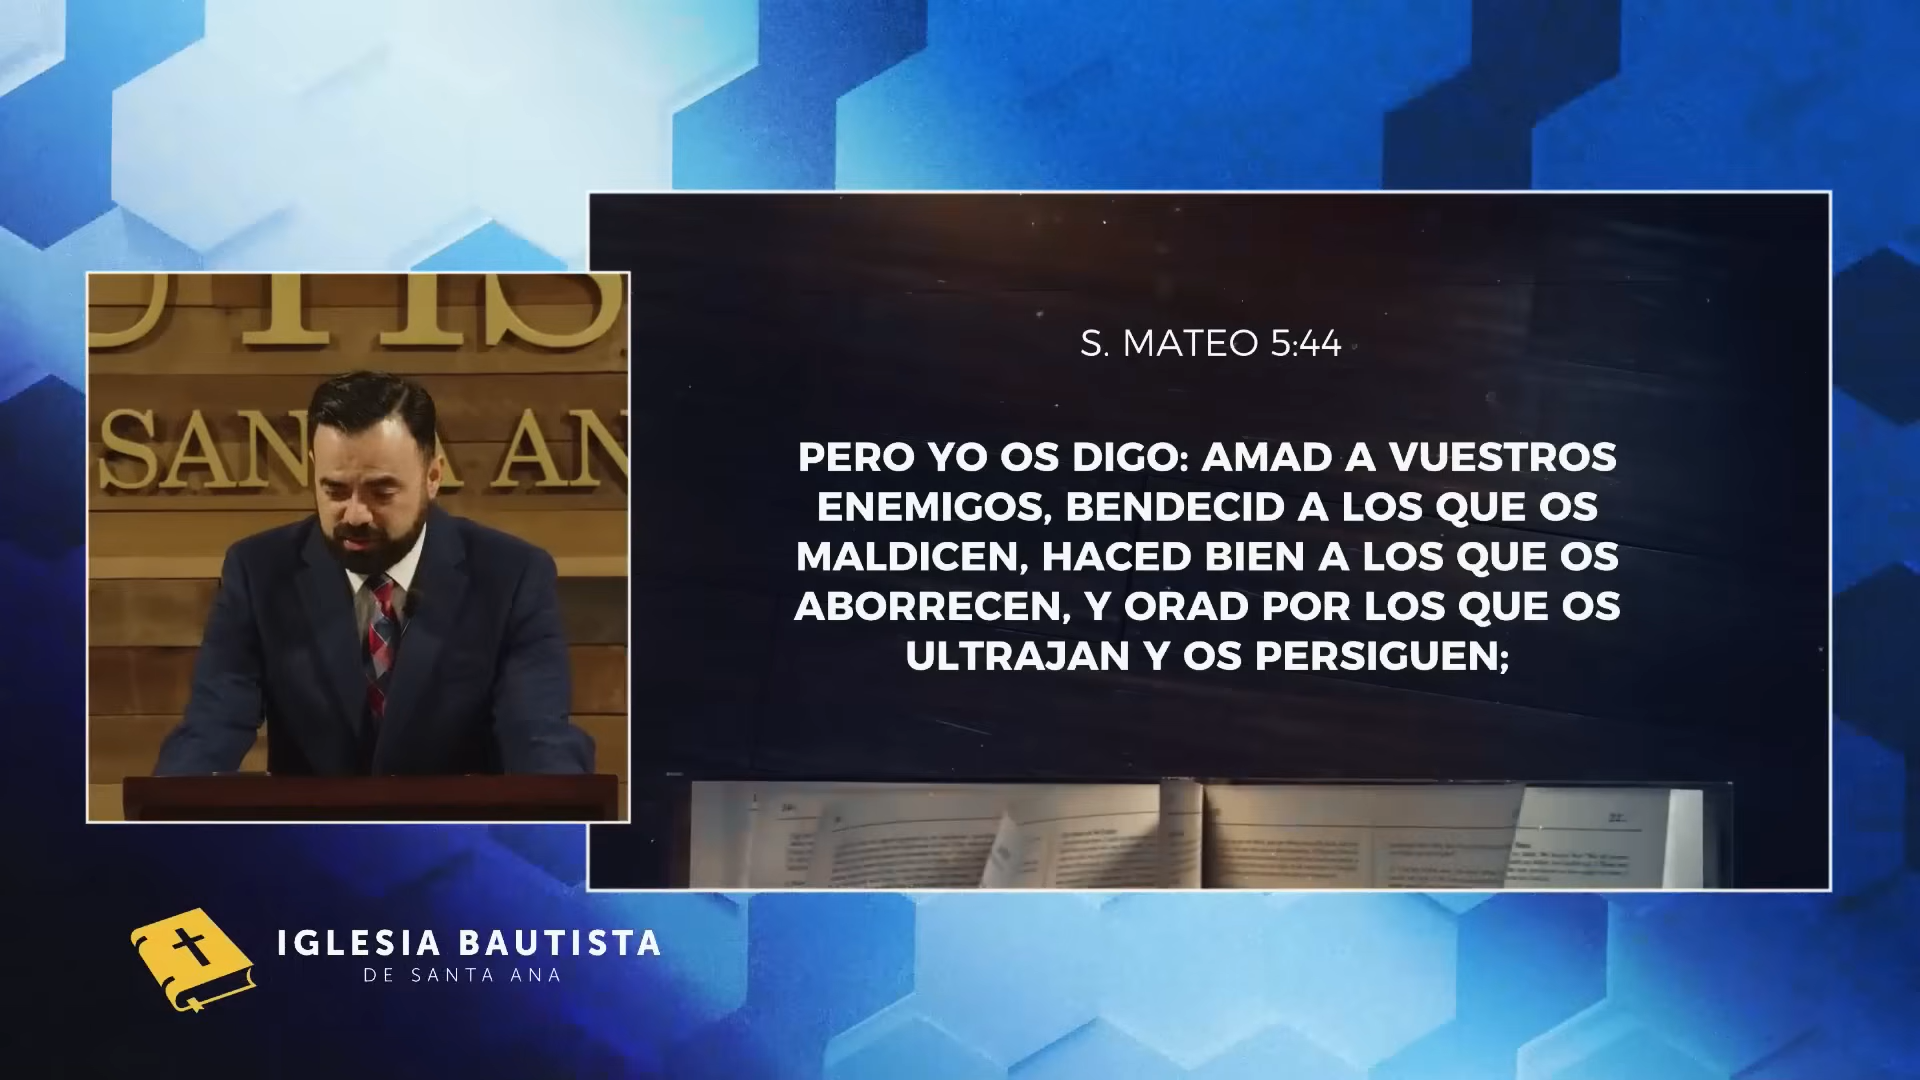 S. MATEO 5:44
PERO YO OS DIGO: AMAD A VUESTROS
ENEMIGOS, BENDECID A LOS QUE OS
MALDICEN, HACED BIEN A LOS QUE OS
ABORRECEN, Y ORAD POR LOS QUE OS
ULTRAJAN Y OS PERSIGUEN;
IGLESIA BAUTISTA
DE SANTA ANA